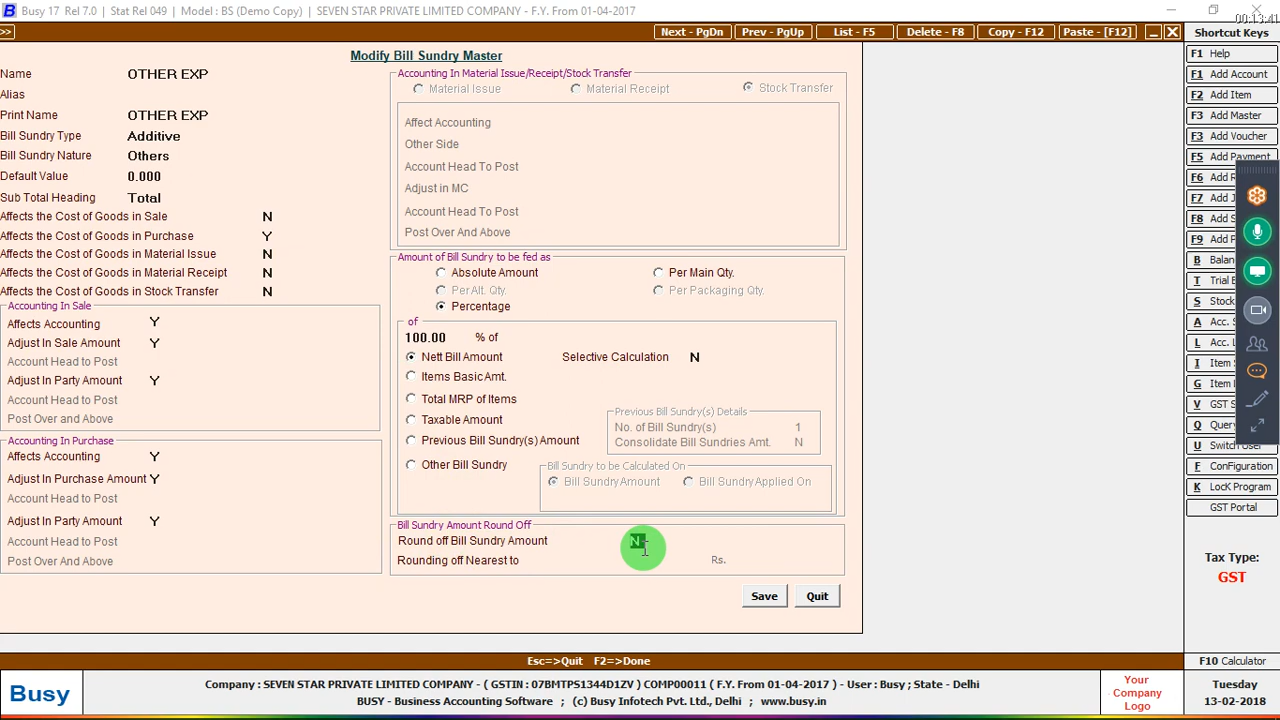 Busy 17 Rel 7.0 | Stat Rel 049 | Model : BS (Demo Copy) | SEVEN STAR PRIVATE LIMITED COMPANY - F.Y. From 01-04-2017
00:13:41
>> Next - PgDn Prev - PgUp List - F5 Delete - F8 Copy - F12 Paste - [F12]
Shortcut Keys
Modify Bill Sundry Master
Name OTHER EXP
Alias
Print Name OTHER EXP
Bill Sundry Type Additive
Bill Sundry Nature Others
Default Value 0.000
Sub Total Heading Total
Affects the Cost of Goods in Sale N
Affects the Cost of Goods in Purchase Y
Affects the Cost of Goods in Material Issue N
Affects the Cost of Goods in Material Receipt N
Affects the Cost of Goods in Stock Transfer N
Accounting In Sale
Affects Accounting Y
Adjust In Sale Amount Y
Account Head to Post
Adjust In Party Amount Y
Account Head to Post
Post Over and Above
Accounting In Purchase
Affects Accounting Y
Adjust In Purchase Amount Y
Account Head to Post
Adjust In Party Amount Y
Account Head to Post
Post Over and Above
Accounting In Material Issue/Receipt/Stock Transfer
Material Issue Material Receipt Stock Transfer
Affect Accounting
Other Side
Account Head To Post
Adjust in MC
Account Head To Post
Post Over And Above
Amount of Bill Sundry to be fed as
Absolute Amount Per Main Qty.
Per Alt. Qty. Per Packaging Qty.
Percentage
of
100.00 % of
Nett Bill Amount Selective Calculation N
Items Basic Amt.
Total MRP of Items
Taxable Amount
Previous Bill Sundry(s) Amount
Other Bill Sundry
Previous Bill Sundry(s) Details
No. of Bill Sundry(s) 1
Consolidate Bill Sundries Amt. N
Bill Sundry to be Calculated On
Bill Sundry Amount Bill Sundry Applied On
Bill Sundry Amount Round Off
Round off Bill Sundry Amount N
Rounding off Nearest to Rs.
Save Quit
F1 Help
F1 Add Account
F2 Add Item
F3 Add Master
F3 Add Voucher
F5 Add Payment
F6 Add R
F7 Add J
F8 Add S
F9 Add P
B Balan
T Trial
S Stock
A Acc. S
L Acc. L
I Item S
G Item
V GST S
Q Query
U Switch User
F Configuration
K Lock Program
GST Portal
Tax Type:
GST
Esc=>Quit F2=>Done
F10 Calculator
Busy
Company : SEVEN STAR PRIVATE LIMITED COMPANY - ( GSTIN : 07BMTPS1344D1ZV ) COMP00011 ( F.Y. From 01-04-2017 ) - User : Busy ; State - Delhi
BUSY - Business Accounting Software ; (c) Busy Infotech Pvt. Ltd., Delhi ; www.busy.in
Your
Company
Logo
Tuesday
13-02-2018